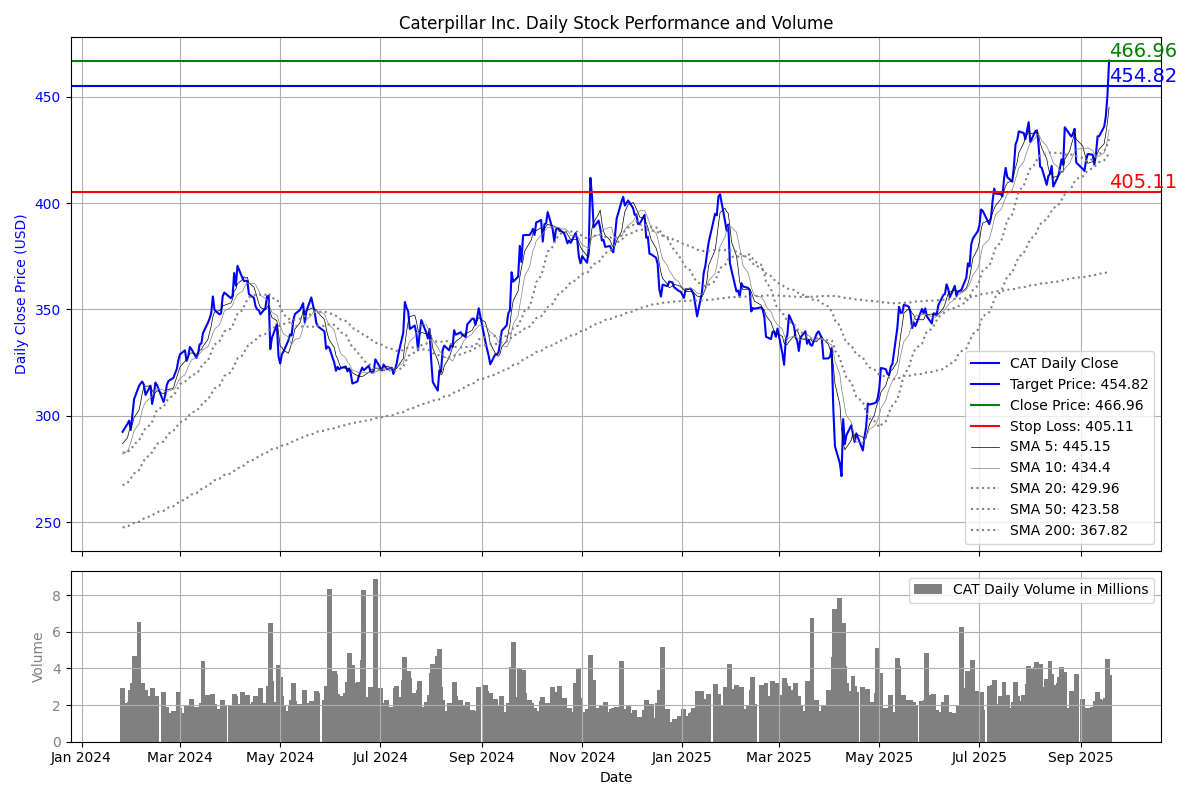 Caterpillar Inc. Daily Stock Performance and Volume
466.96
454.82
405.11
Daily Close Price (USD)
450
400
350
300
250
CAT Daily Close
Target Price: 454.82
Close Price: 466.96
Stop Loss: 405.11
SMA 5: 445.15
SMA 10: 434.4
SMA 20: 429.96
SMA 50: 423.58
SMA 200: 367.82
CAT Daily Volume in Millions
Volume
8
6
4
2
0
Jan 2024 Mar 2024 May 2024 Jul 2024 Sep 2024 Nov 2024 Jan 2025 Mar 2025 May 2025 Jul 2025 Sep 2025
Date